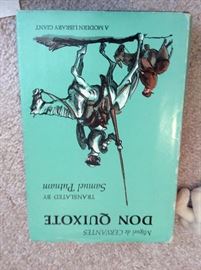 Miguel de CERVANTES
DON QUIXOTE
TRANSLATED BY
Samuel Putnam
A MODERN LIBRARY GIANT